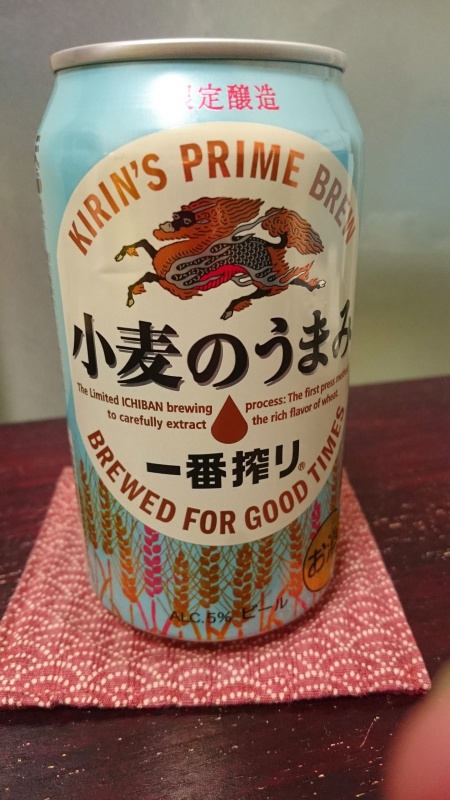 定醸造
KIRIN'S PRIME BREW
小麦のうまみ
The Limited ICHIBAN brewing
to carefully extract
process: The first press
the rich flavor of wheat.
一番搾り®
BREWED FOR GOOD TIMES
お酒
ALC.5% ビール